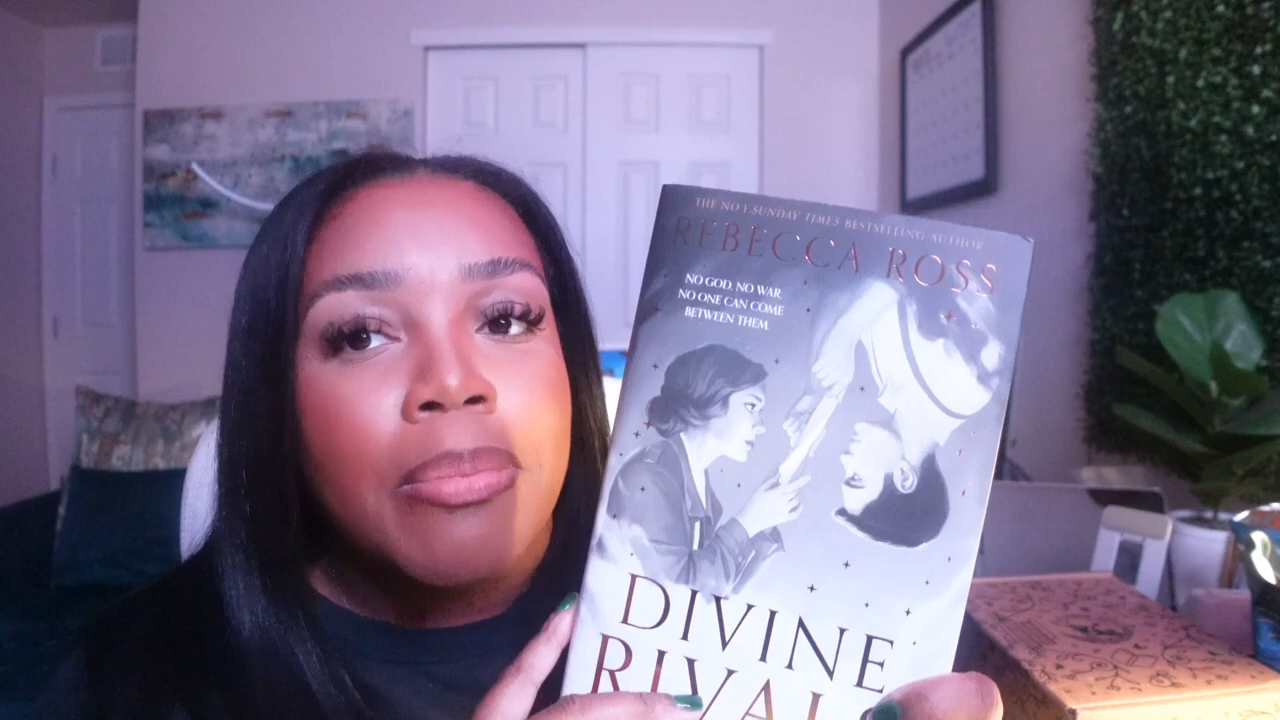 THE NO 1 SUNDAY TIMES BESTSELLING AUTHOR
REBECCA ROSS
NO GOD, NO WAR,
NO ONE CAN COME
BETWEEN THEM.
DIVINE
RIVALS